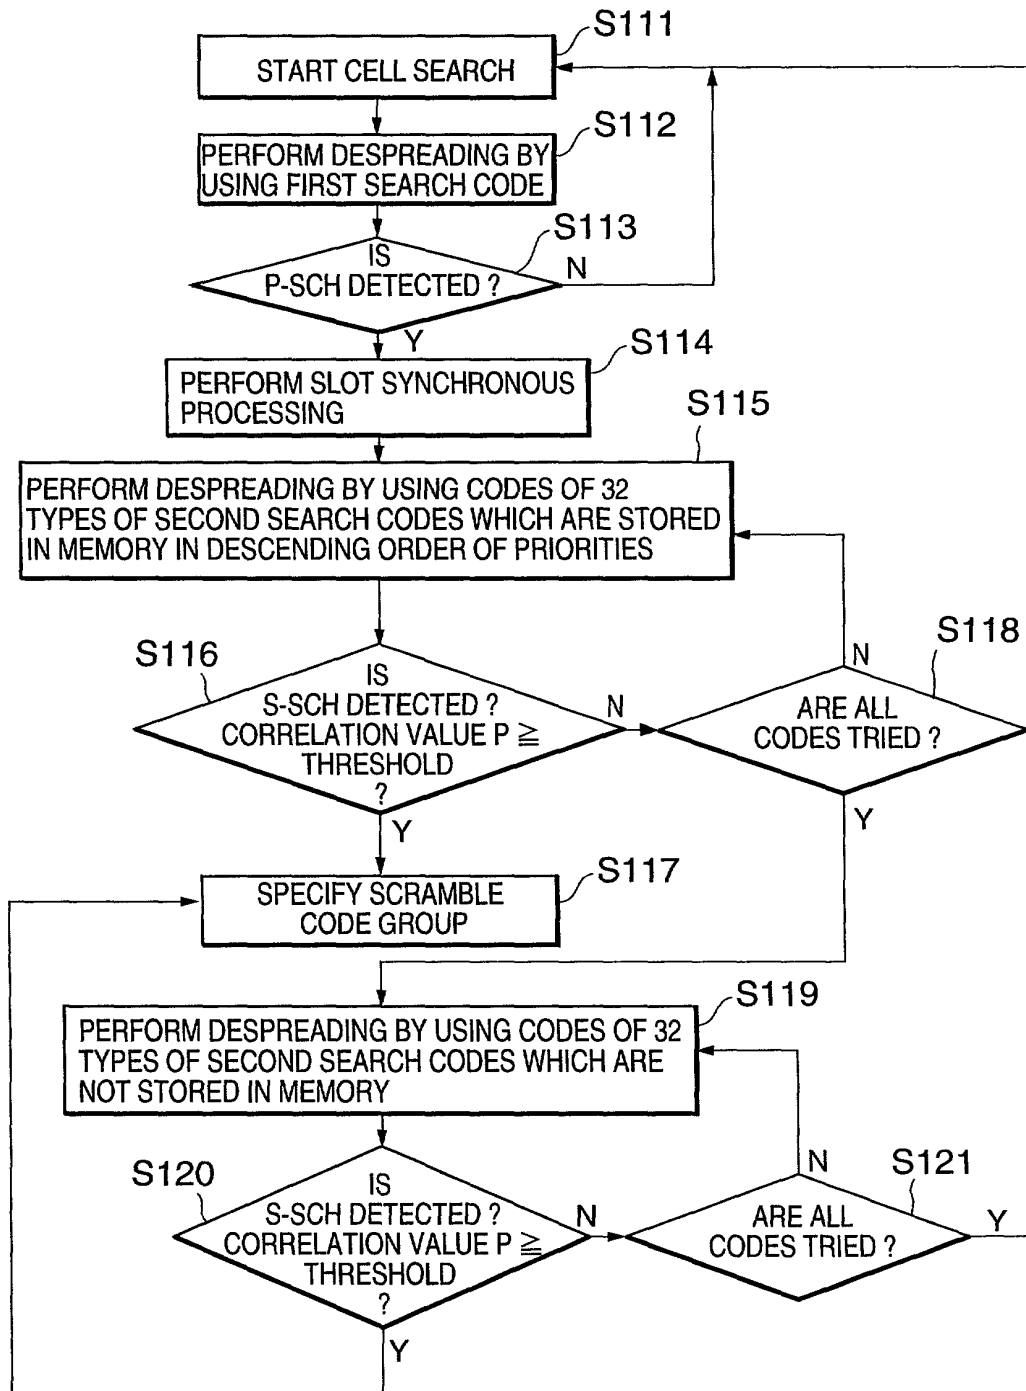 S111
START CELL SEARCH
S112
PERFORM DESPREADING BY
USING FIRST SEARCH CODE
S113
IS
P-SCH DETECTED ?
N
Y
S114
PERFORM SLOT SYNCHRONOUS
PROCESSING
S115
PERFORM DESPREADING BY USING CODES OF 32
TYPES OF SECOND SEARCH CODES WHICH ARE STORED
IN MEMORY IN DESCENDING ORDER OF PRIORITIES
S116
IS
S-SCH DETECTED ?
CORRELATION VALUE P ≧
THRESHOLD
?
N
Y
S118
N
ARE ALL
CODES TRIED ?
Y
S117
SPECIFY SCRAMBLE
CODE GROUP
S119
PERFORM DESPREADING BY USING CODES OF 32
TYPES OF SECOND SEARCH CODES WHICH ARE
NOT STORED IN MEMORY
S120
IS
S-SCH DETECTED ?
CORRELATION VALUE P ≧
THRESHOLD
?
N
Y
S121
N
ARE ALL
CODES TRIED ?
Y